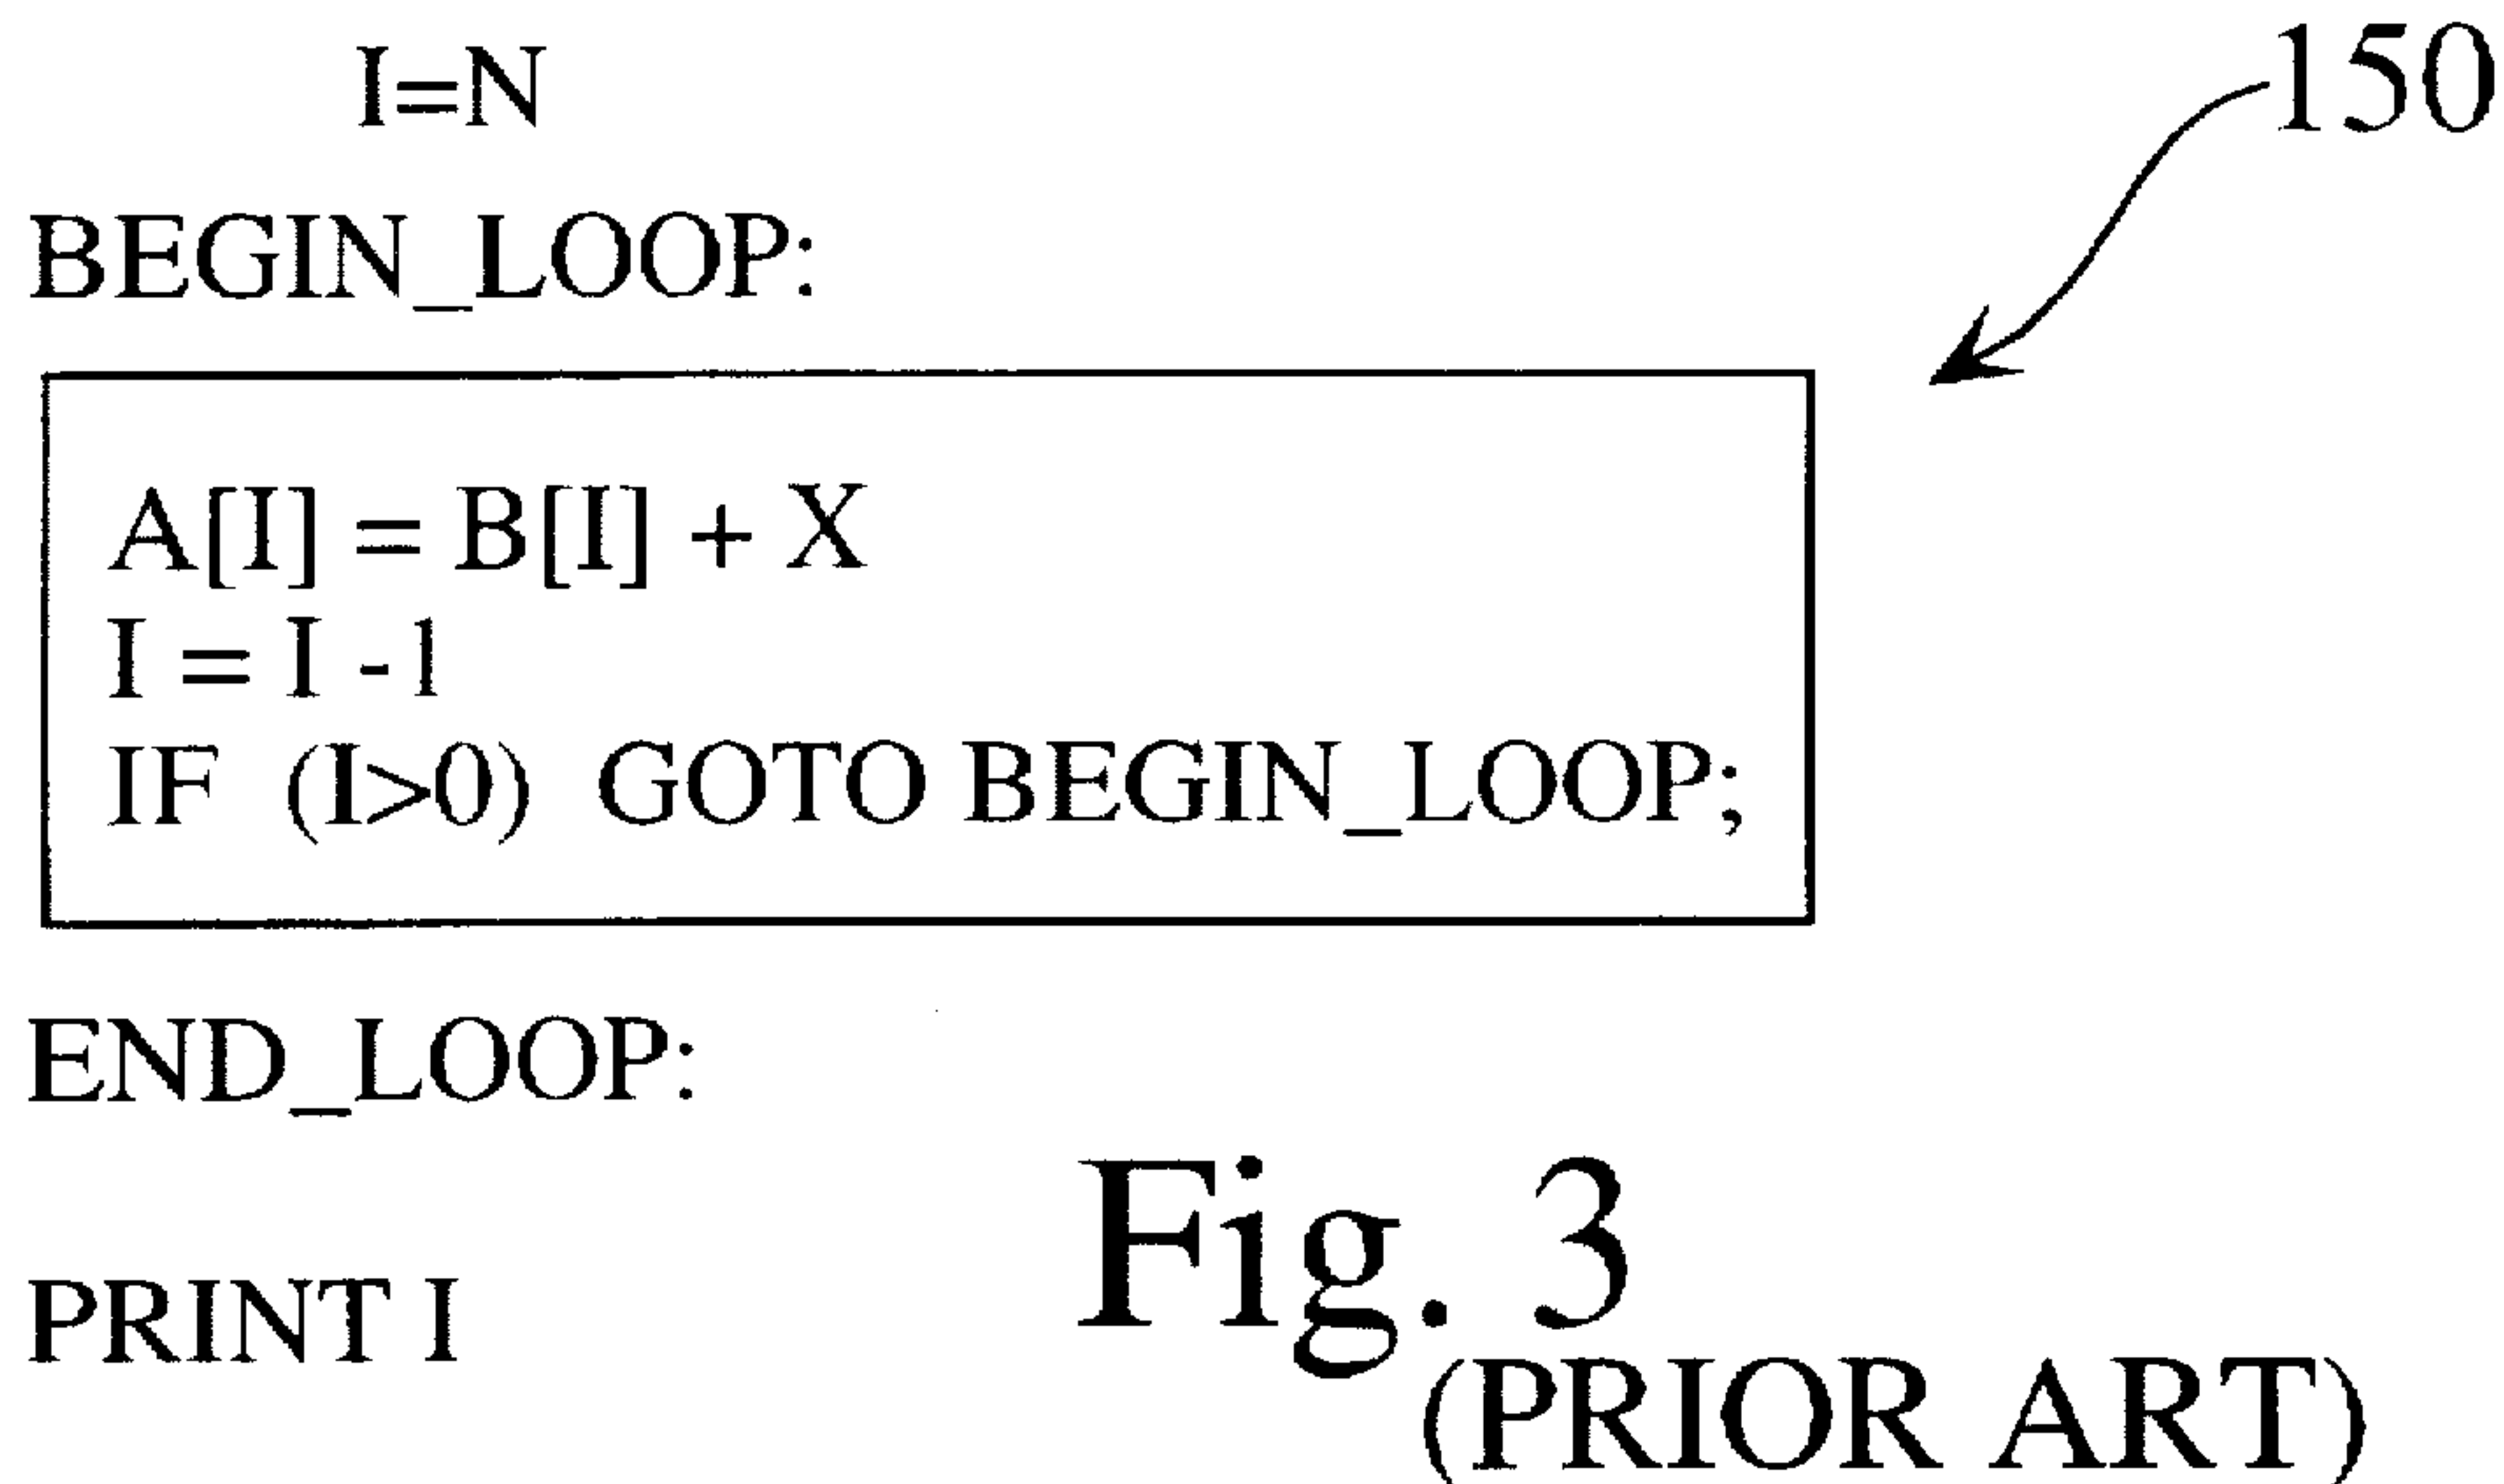 I=N
150
BEGIN_LOOP:
A[I] = B[I] + X
I = I -1
IF (I>0) GOTO BEGIN_LOOP;
END_LOOP:
PRINT I
Fig. 3
(PRIOR ART)